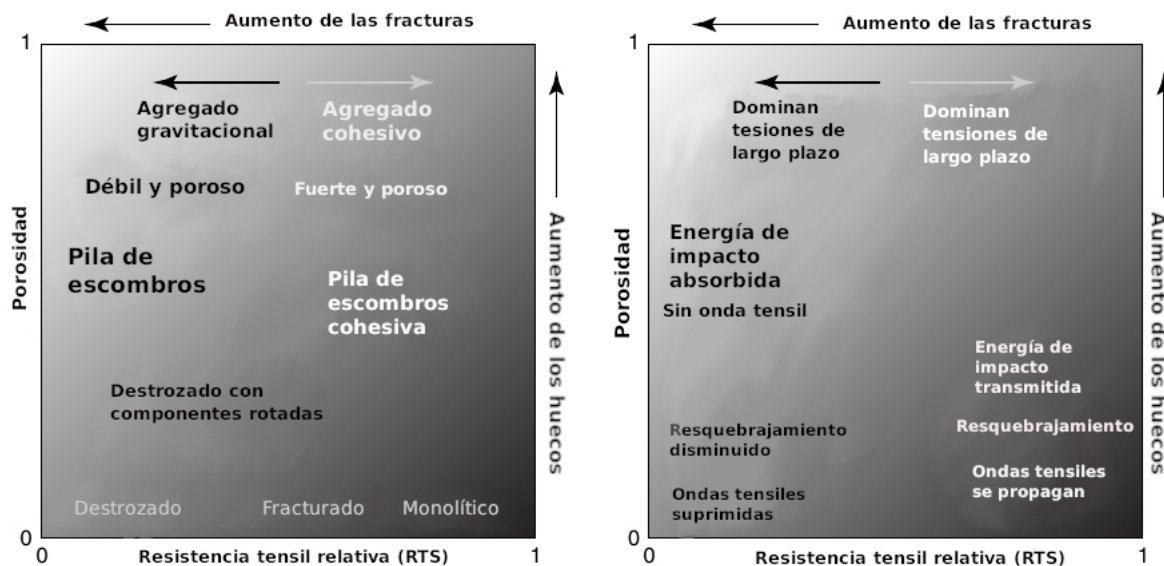 Aumento de las fracturas
1
Agregado
gravitacional
Agregado
cohesivo
Débil y poroso
Fuerte y poroso
Pila de
escombros
Pila de
escombros
cohesiva
Destrozado con
componentes rotadas
Destrozado
Fracturado
Monolítico
Porosidad
Aumento de los huecos
0
0
Resistencia tensil relativa (RTS)
1
Aumento de las fracturas
1
Dominan
tesiones de
largo plazo
Dominan
tensiones de
largo plazo
Energía de
impacto
absorbida
Sin onda tensil
Energía de
impacto
transmitida
Resquebrajamiento
disminuido
Resquebrajamiento
Ondas tensiles
suprimidas
Ondas tensiles
se propagan
Porosidad
Aumento de los huecos
0
0
Resistencia tensil relativa (RTS)
1